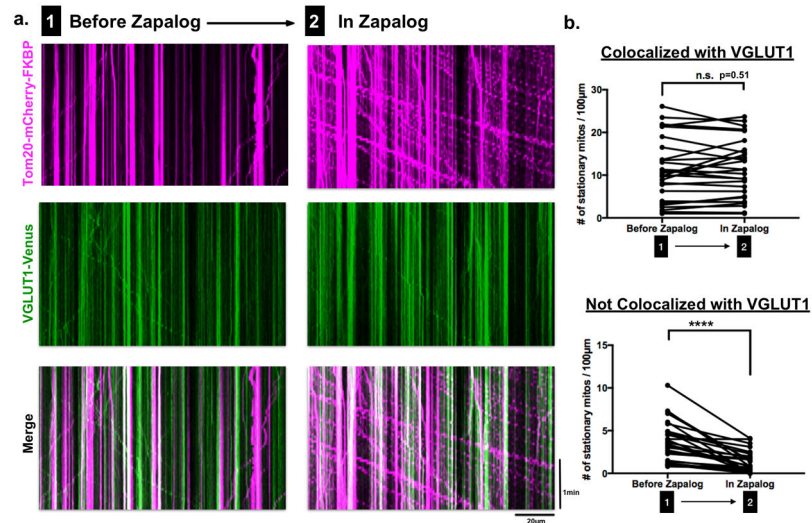 a.
1 Before Zapalog
2 In Zapalog
Tom20-mCherry-FKBP
VGLUT1-Venus
Merge
1min
20µm
b.
Colocalized with VGLUT1
n.s. p=0.51
# of stationary mitos / 100µm
30
20
10
0
Before Zapalog
In Zapalog
1
2
Not Colocalized with VGLUT1
****
# of stationary mitos / 100µm
15
10
5
0
Before Zapalog
In Zapalog
1
2